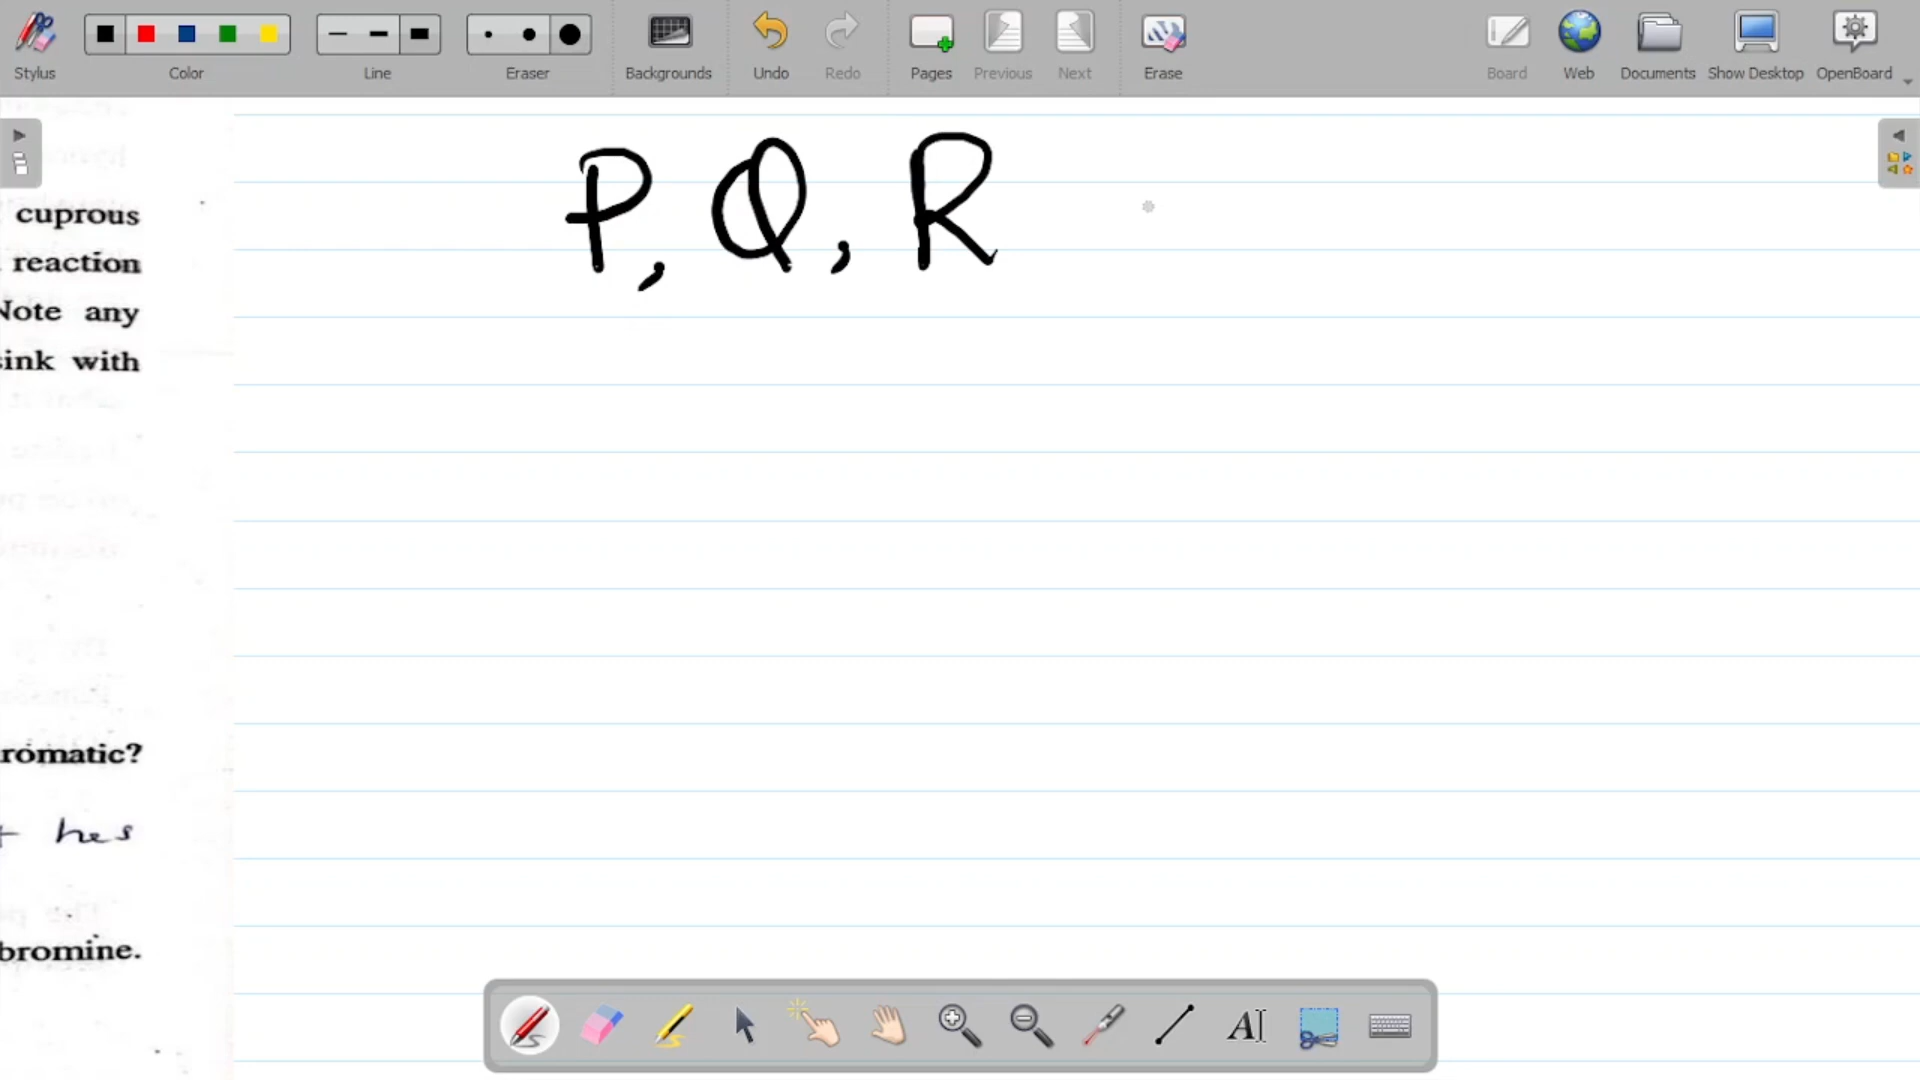 Stylus Color Line Eraser Backgrounds Undo Redo Pages Previous Next Erase Board Web Documents Show Desktop OpenBoard
P, Q, R
cuprous
reaction
Note any
sink with
romatic?
hes
bromine.